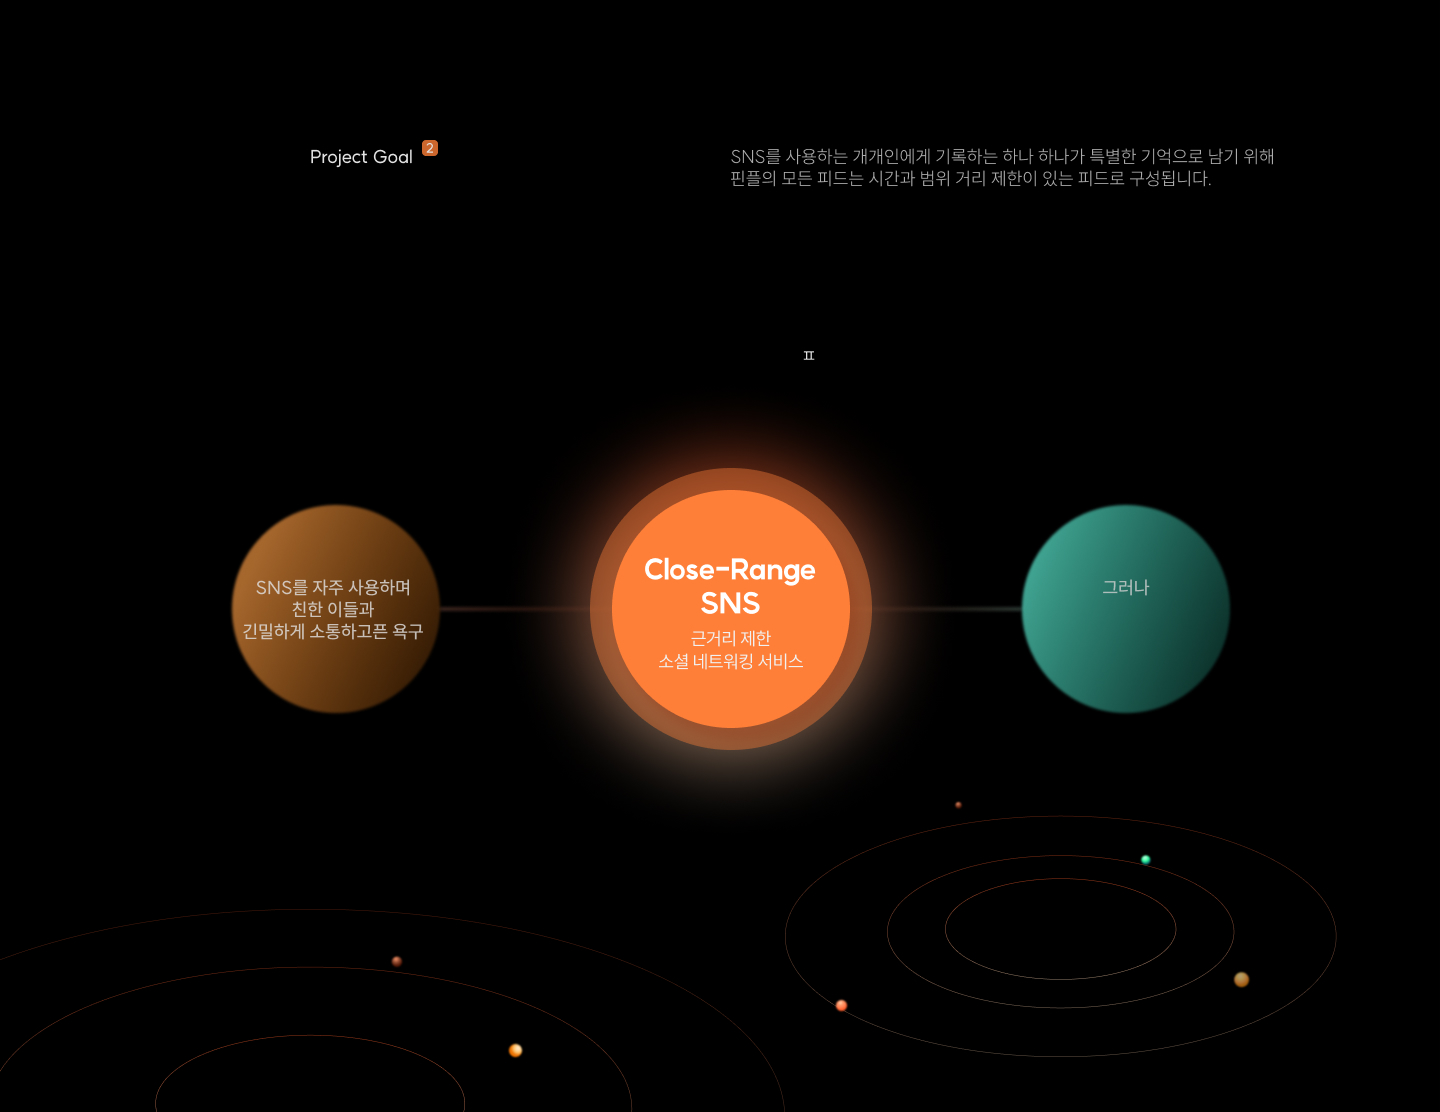 Project Goal 2
SNS를 사용하는 개개인에게 기록하는 하나 하나가 특별한 기억으로 남기 위해
핀플의 모든 피드는 시간과 범위 거리 제한이 있는 피드로 구성됩니다.
ㅍ
SNS를 자주 사용하며
친한 이들과
긴밀하게 소통하고픈 욕구
Close-Range
SNS
근거리 제한
소셜 네트워킹 서비스
그러나